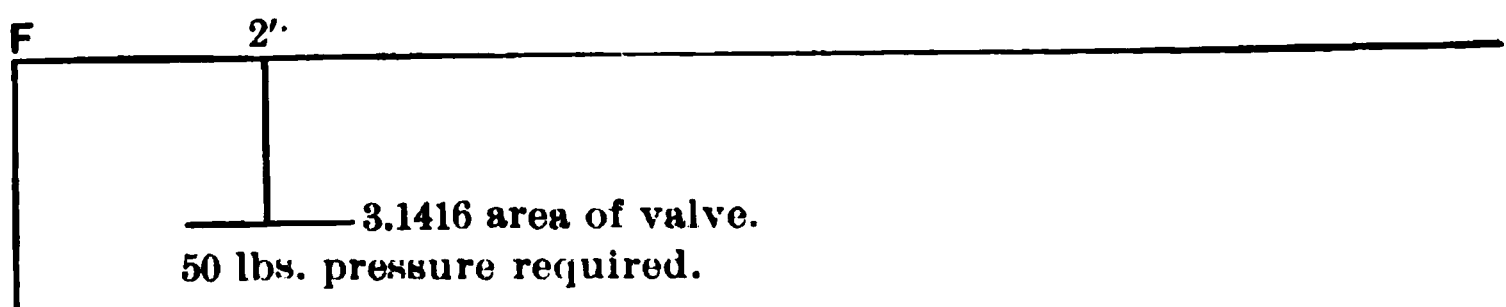 F 2"
3.1416 area of valve.
50 lbs. pressure required.